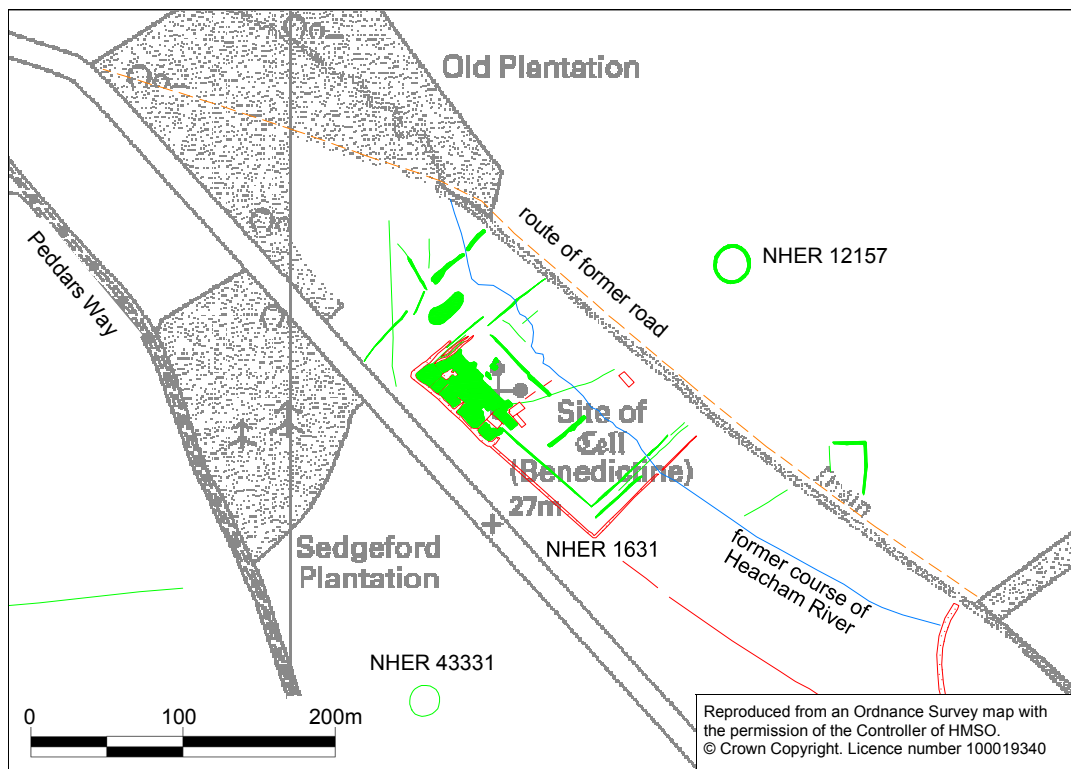 Old Plantation
route of former road
NHER 12157
Peddars Way
Site of
Cell
(Benedictine)
27m
NHER 1631
Sedgeford
Plantation
former course of
Heacham River
NHER 43331
0 100 200m
Reproduced from an Ordnance Survey map with
the permission of the Controller of HMSO.
© Crown Copyright. Licence number 100019340